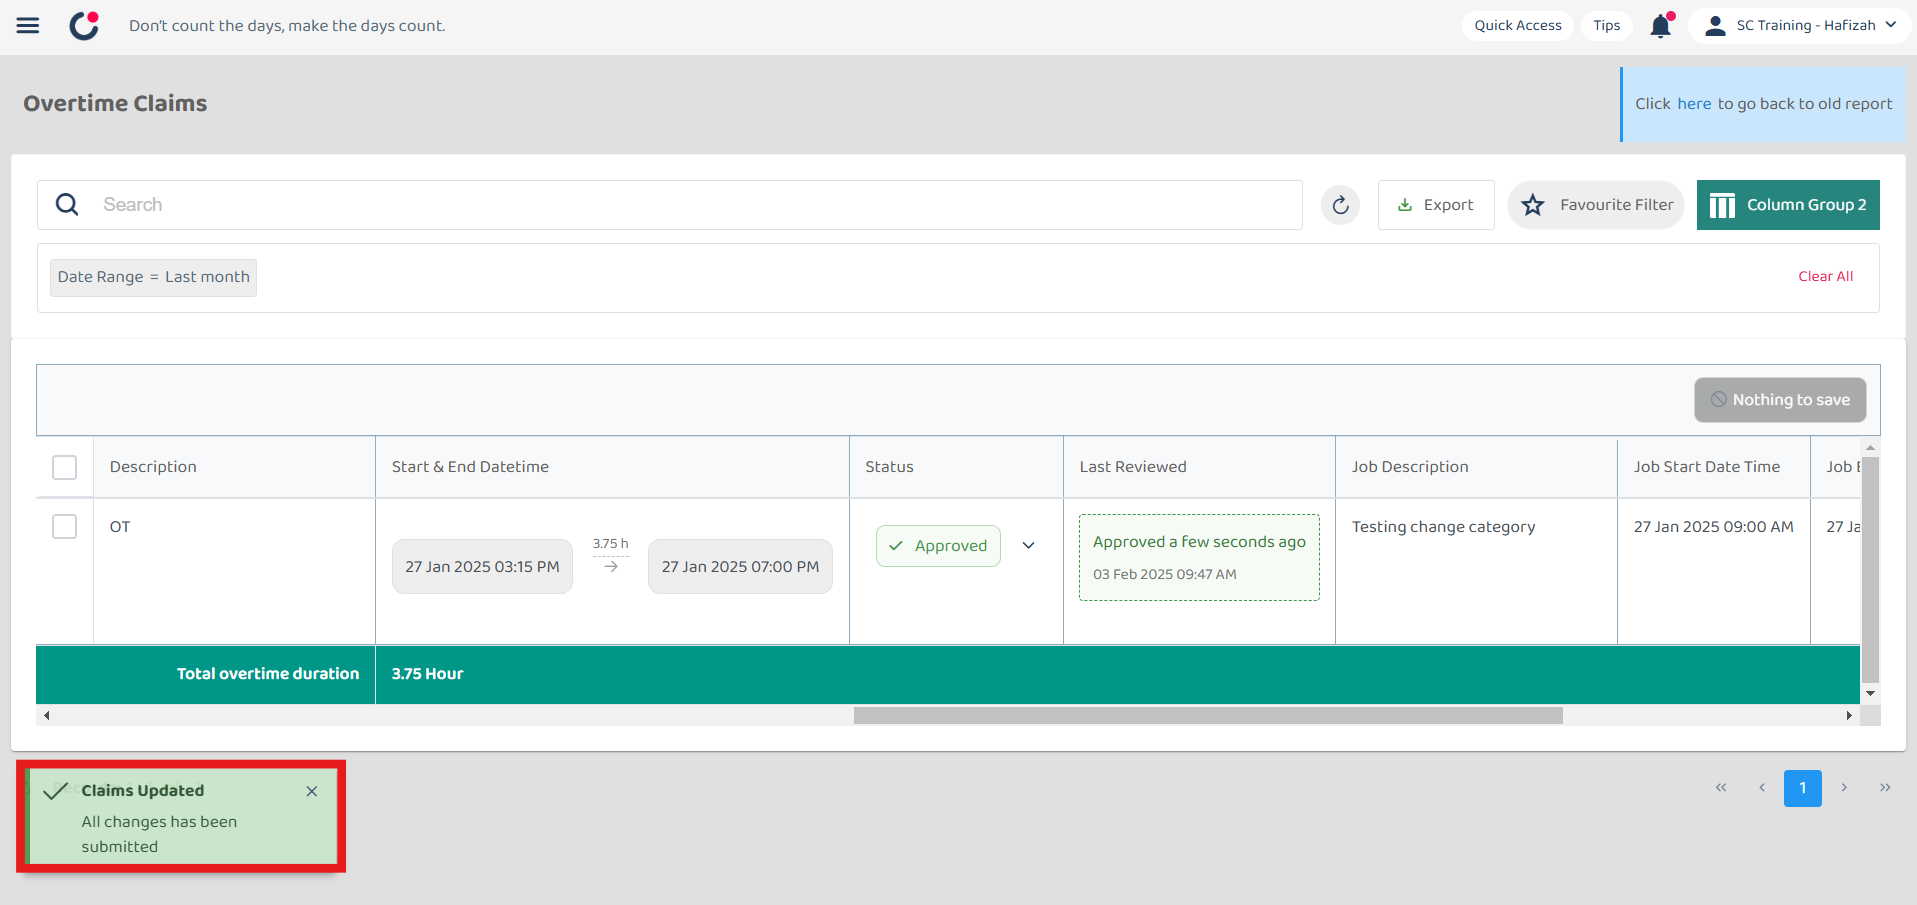 Don't count the days, make the days count.
Quick Access
Tips
SC Training - Hafizah
Overtime Claims
Click here to go back to old report
Search
Export
Favourite Filter
Column Group 2
Date Range = Last month
Clear All
Nothing to save
Description
Start & End Datetime
Status
Last Reviewed
Job Description
Job Start Date Time
Job E
OT
27 Jan 2025 03:15 PM
3.75 h
27 Jan 2025 07:00 PM
Approved
Approved a few seconds ago
03 Feb 2025 09:47 AM
Testing change category
27 Jan 2025 09:00 AM
27 Ja
Total overtime duration
3.75 Hour
Claims Updated
All changes has been
submitted
1